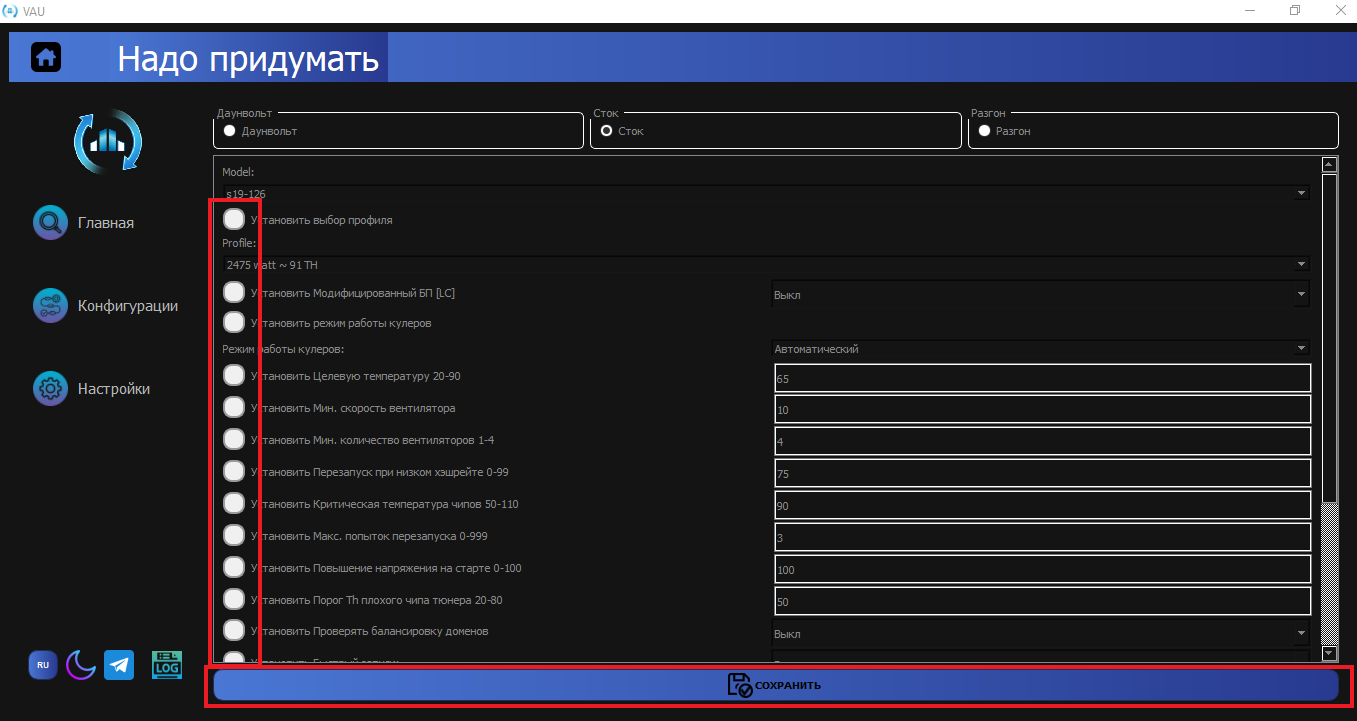 VAU
Надо придумать
Даунвольт
Даунвольт
Сток
Сток
Разгон
Разгон
Model:
s19-126
Установить выбор профиля
Profile:
2475 watt ~ 91 TH
Установить Модифицированный БП [LC]
Выкл
Установить режим работы кулеров
Режим работы кулеров:
Автоматический
Установить Целевую температуру 20-90
65
Установить Мин. скорость вентилятора
10
Установить Мин. количество вентиляторов 1-4
4
Установить Перезапуск при низком хэшрейте 0-99
75
Установить Критическая температура чипов 50-110
90
Установить Макс. попыток перезапуска 0-999
3
Установить Повышение напряжения на старте 0-100
100
Установить Порог Th плохого чипа тюнера 20-80
50
Установить Проверять балансировку доменов
Выкл
СОХРАНИТЬ
Главная
Конфигурации
Настройки
RU
LOG